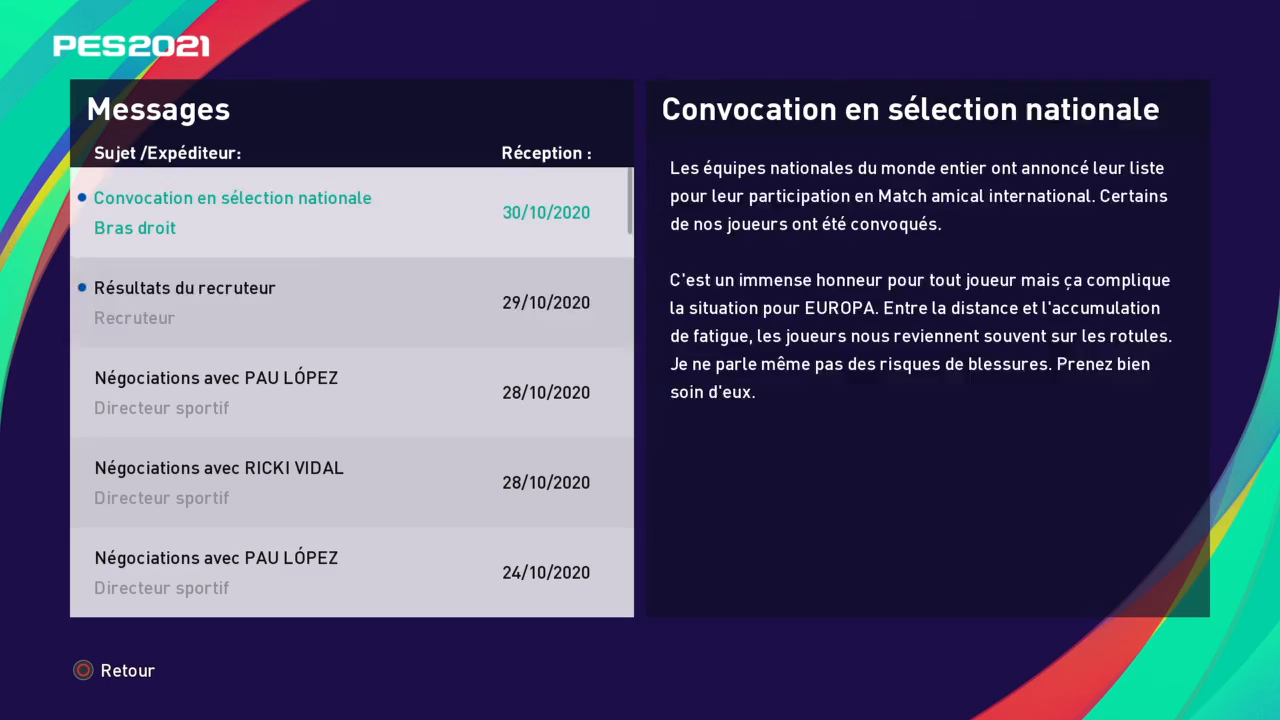 PES2021
Messages
Sujet /Expéditeur:
Réception :
Convocation en sélection nationale
Bras droit
30/10/2020
Résultats du recruteur
Recruteur
29/10/2020
Négociations avec PAU LÓPEZ
Directeur sportif
28/10/2020
Négociations avec RICKI VIDAL
Directeur sportif
28/10/2020
Négociations avec PAU LÓPEZ
Directeur sportif
24/10/2020
Convocation en sélection nationale
Les équipes nationales du monde entier ont annoncé leur liste
pour leur participation en Match amical international. Certains
de nos joueurs ont été convoqués.
C'est un immense honneur pour tout joueur mais ça complique
la situation pour EUROPA. Entre la distance et l'accumulation
de fatigue, les joueurs nous reviennent souvent sur les rotules.
Je ne parle même pas des risques de blessures. Prenez bien
soin d'eux.
Retour